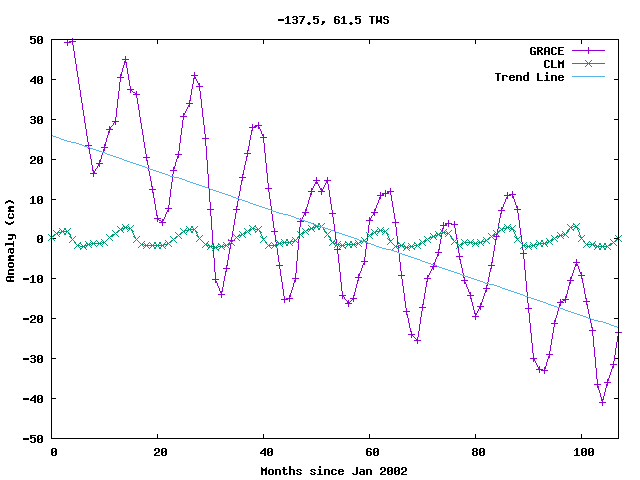 -137.5, 61.5 TWS
GRACE
CLM
Trend Line
50
40
30
20
10
0
-10
-20
-30
-40
-50
Anomaly (cm)
0 20 40 60 80 100
Months since Jan 2002